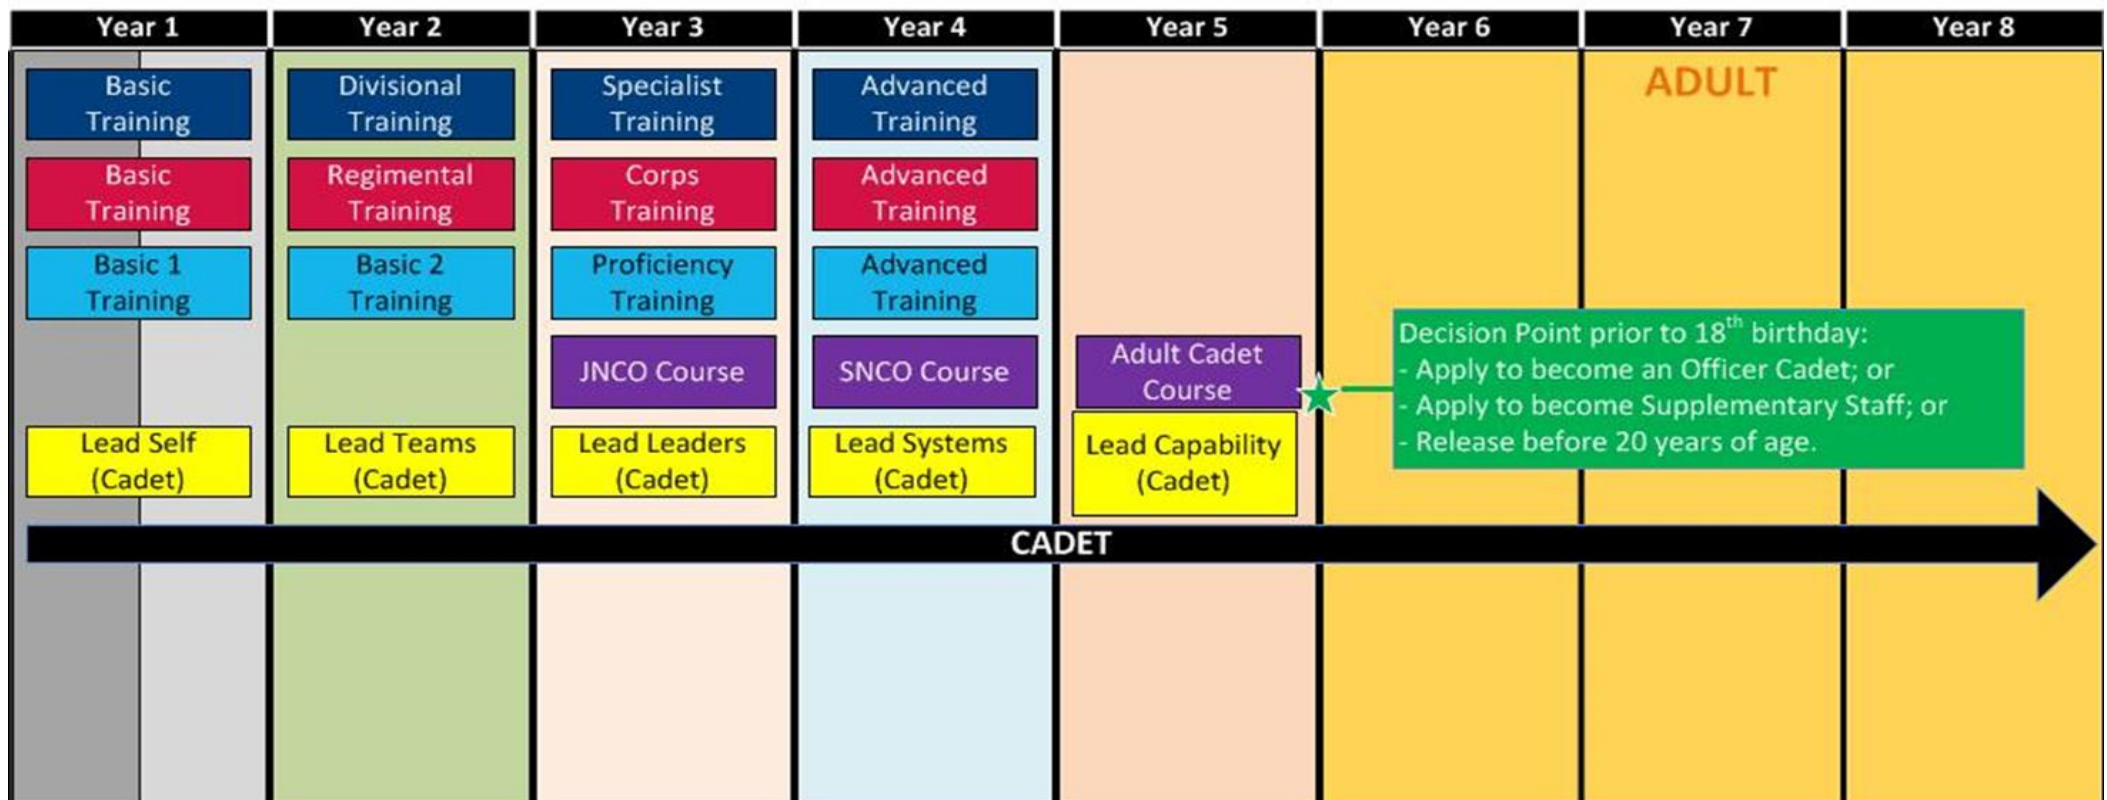 Year 1
Year 2
Year 3
Year 4
Year 5
Year 6
Year 7
Year 8
ADULT
Basic
Training
Divisional
Training
Specialist
Training
Advanced
Training
Basic
Training
Regimental
Training
Corps
Training
Advanced
Training
Basic 1
Training
Basic 2
Training
Proficiency
Training
Advanced
Training
JNCO Course
SNCO Course
Adult Cadet
Course
Decision Point prior to 18th birthday:
- Apply to become an Officer Cadet; or
- Apply to become Supplementary Staff; or
- Release before 20 years of age.
Lead Self
(Cadet)
Lead Teams
(Cadet)
Lead Leaders
(Cadet)
Lead Systems
(Cadet)
Lead Capability
(Cadet)
CADET